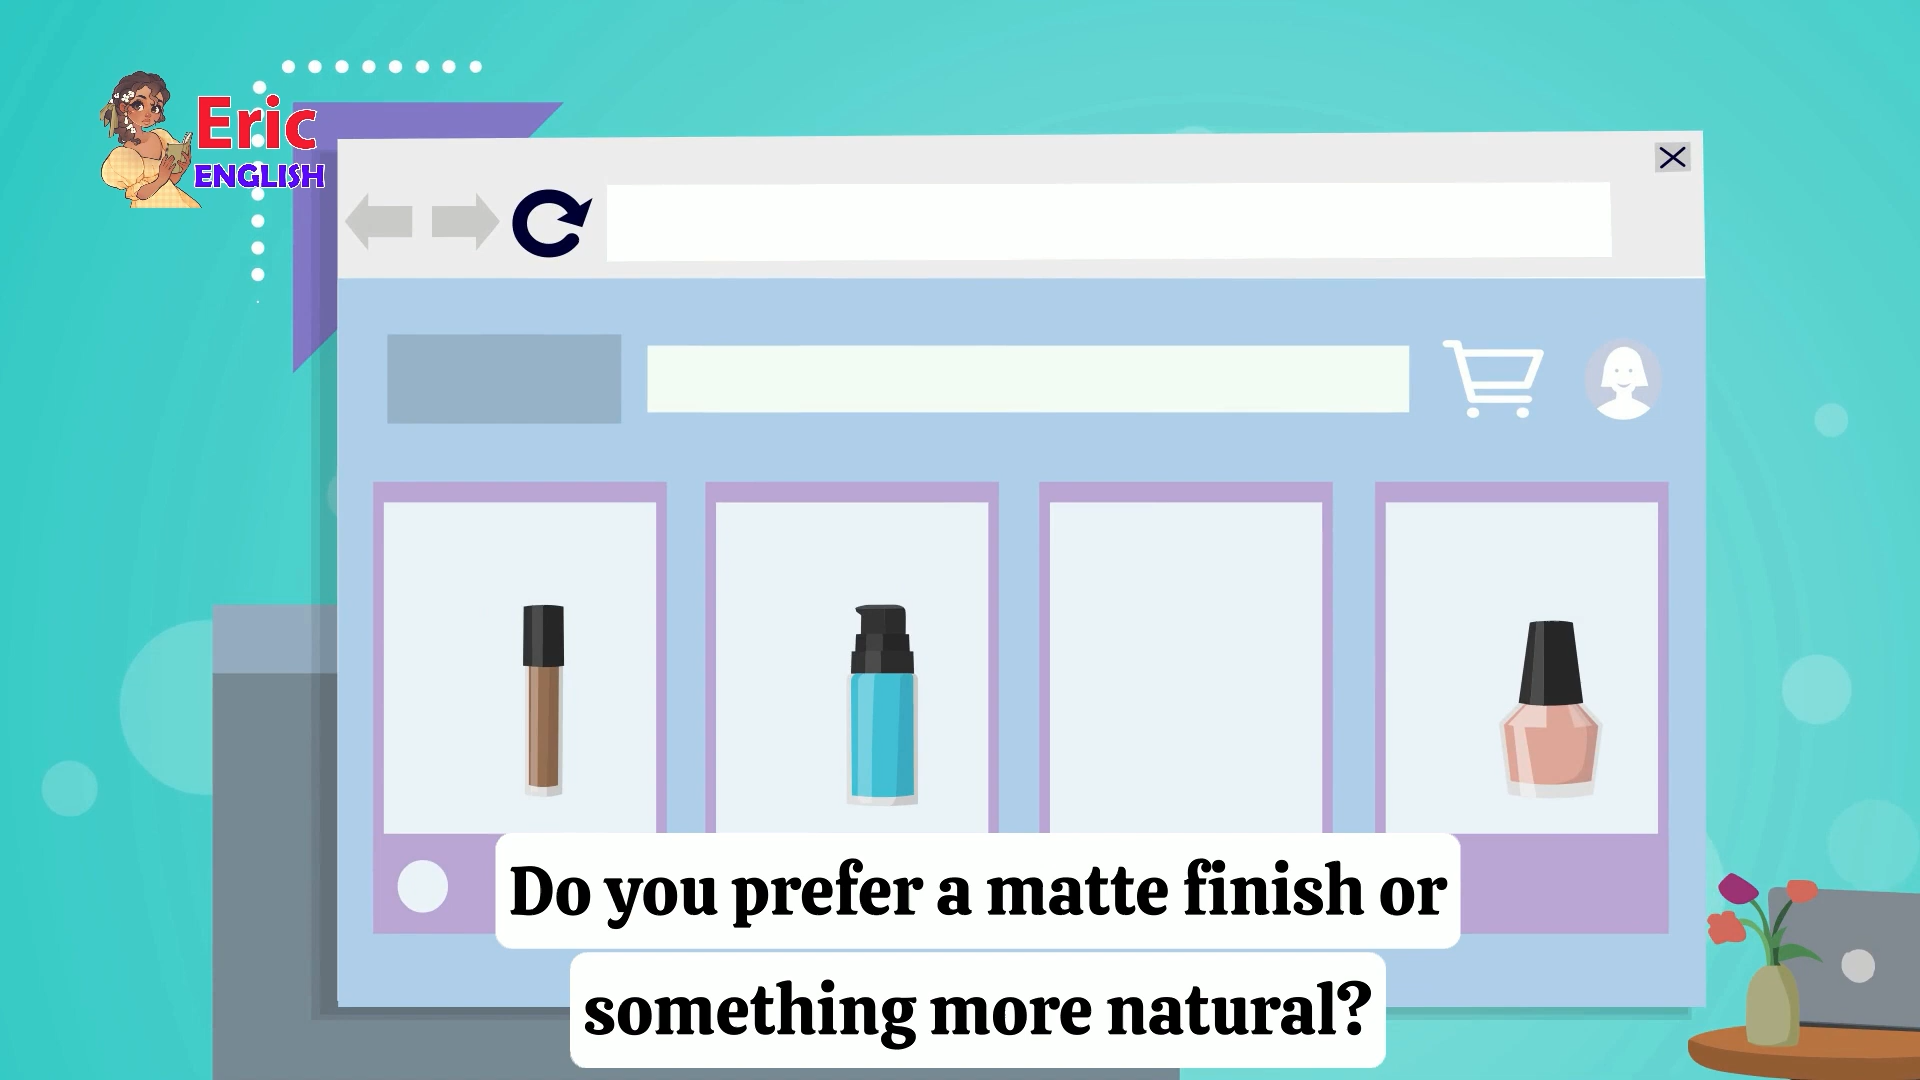 Eric
ENGLISH
Do you prefer a matte finish or
something more natural?